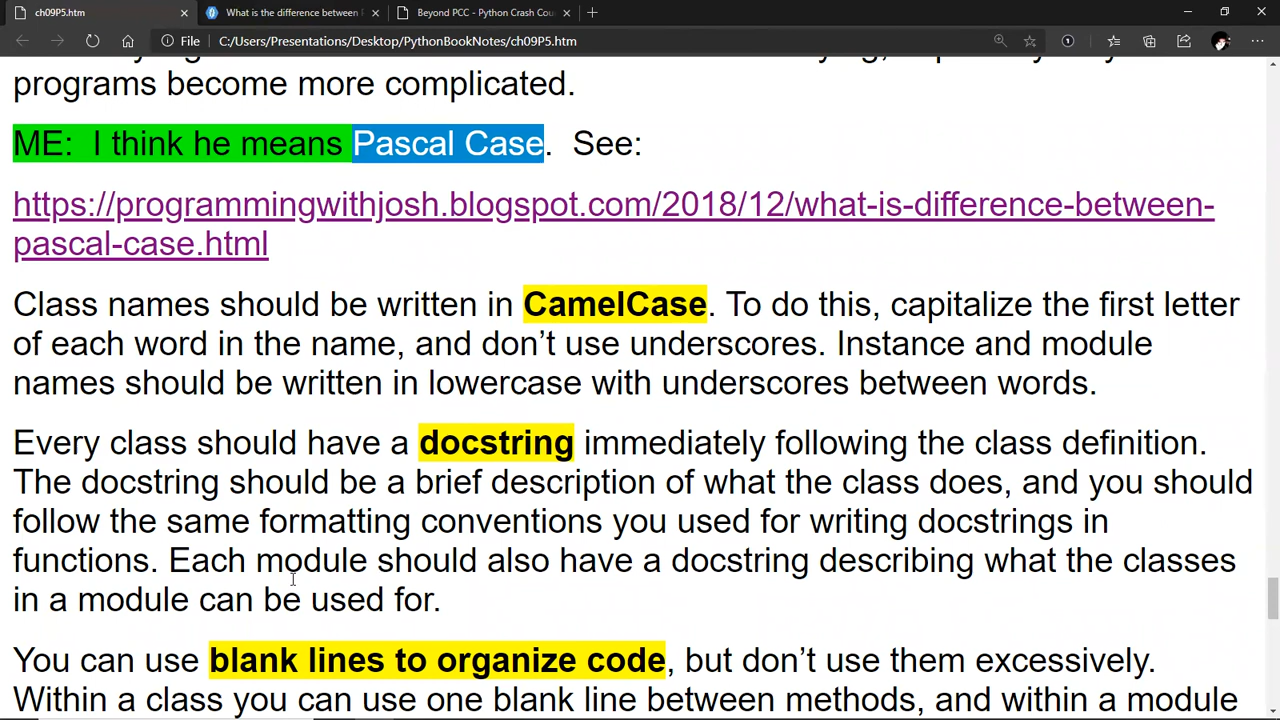 ch09P5.htm
What is the difference between
Beyond PCC - Python Crash Cou
File
C:/Users/Presentations/Desktop/PythonBookNotes/ch09P5.htm
programs become more complicated.
ME:  I think he means Pascal Case.  See:
https://programmingwithjosh.blogspot.com/2018/12/what-is-difference-between-
pascal-case.html
Class names should be written in CamelCase. To do this, capitalize the first letter
of each word in the name, and don’t use underscores. Instance and module
names should be written in lowercase with underscores between words.
Every class should have a docstring immediately following the class definition.
The docstring should be a brief description of what the class does, and you should
follow the same formatting conventions you used for writing docstrings in
functions. Each module should also have a docstring describing what the classes
in a module can be used for.
You can use blank lines to organize code, but don’t use them excessively.
Within a class you can use one blank line between methods, and within a module